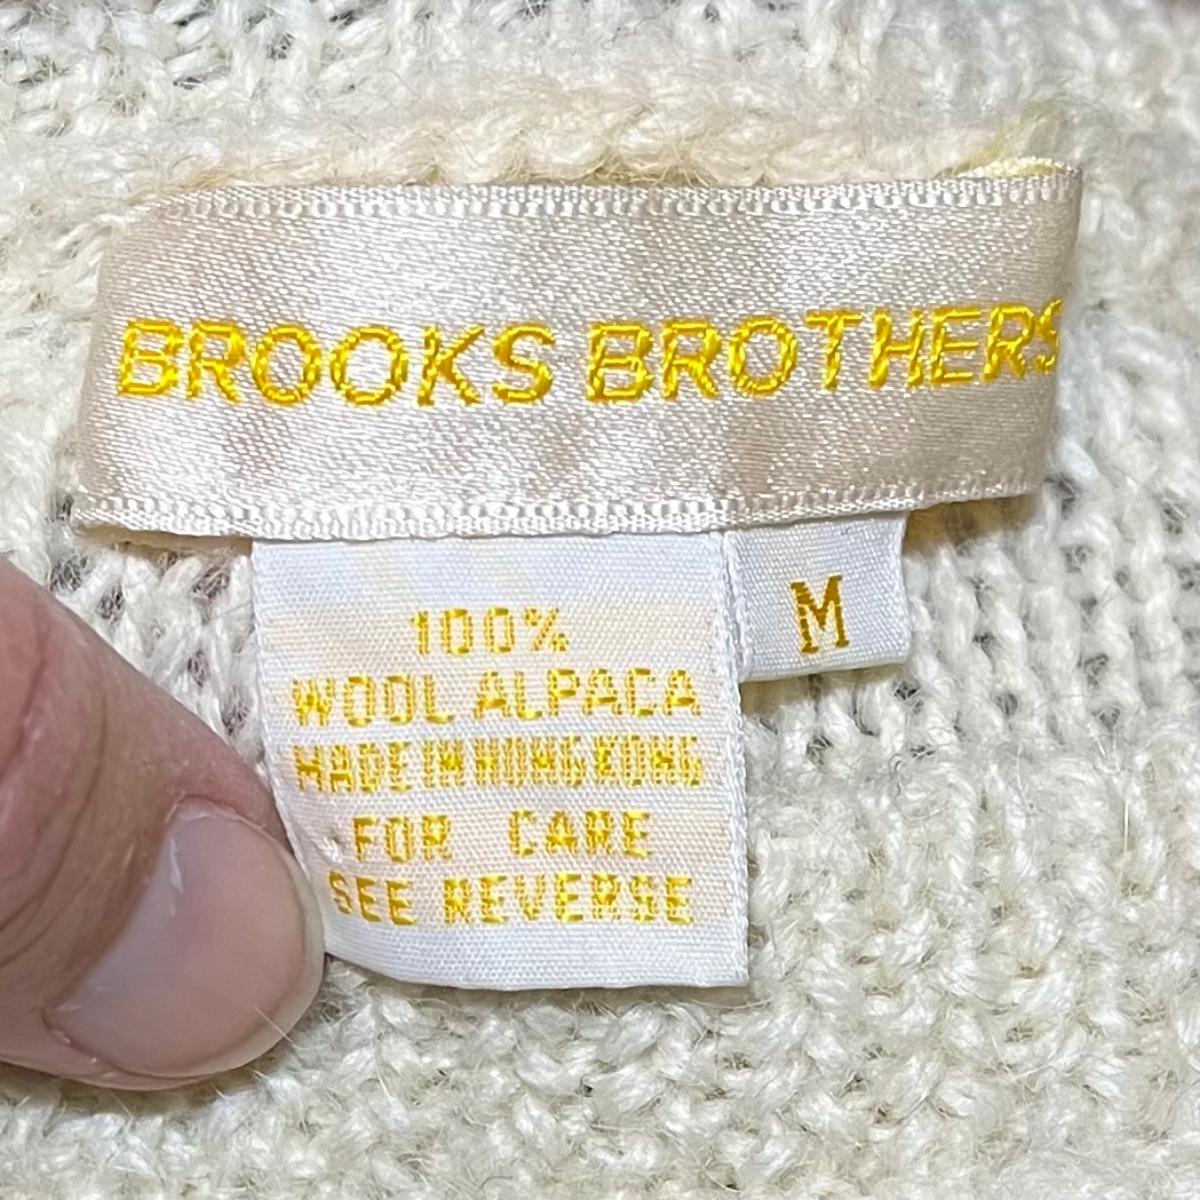 BROOKS BROTHERS
M
100%
WOOL ALPACA
MADE IN HONG KONG
FOR CARE
SEE REVERSE